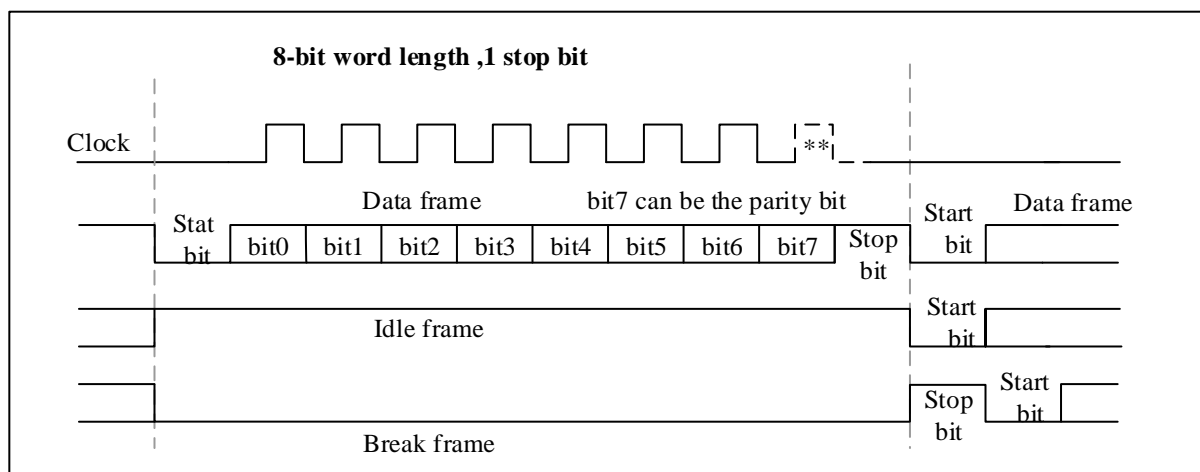 8-bit word length ,1 stop bit
Clock
**
Data frame
bit7 can be the parity bit
Stat
bit
bit0
bit1
bit2
bit3
bit4
bit5
bit6
bit7
Stop
bit
Start
bit
Data frame
Idle frame
Start
bit
Break frame
Stop
bit
Start
bit